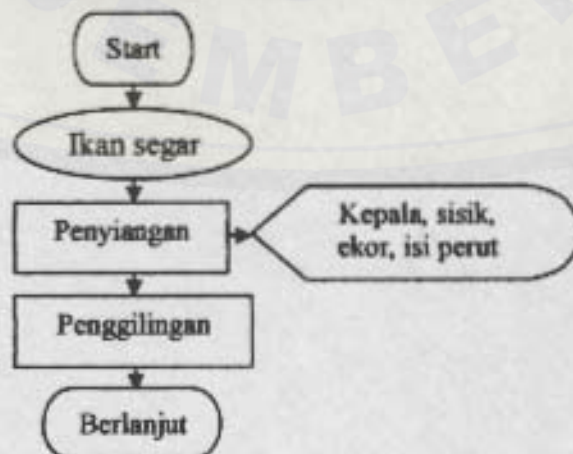 Start
Ikan segar
Penyiangan
Kepala, sisik,
ekor, isi perut
Penggilingan
Berlanjut